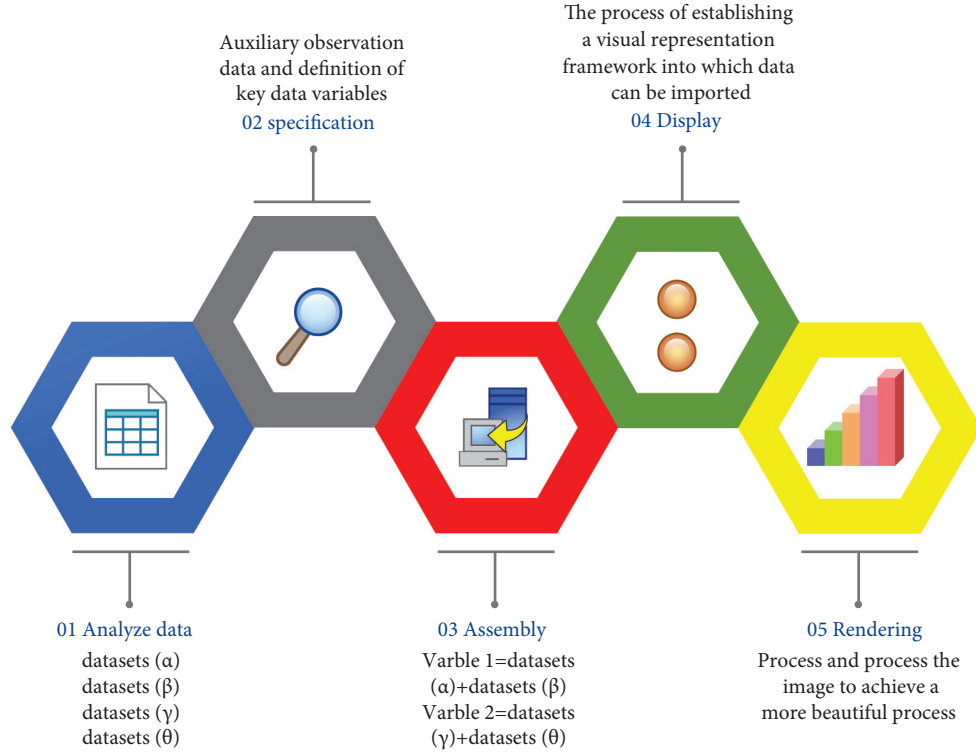 Auxiliary observation
data and definition of
key data variables
02 specification
The process of establishing
a visual representation
framework into which data
can be imported
04 Display
01 Analyze data
datasets (α)
datasets (β)
datasets (γ)
datasets (θ)
03 Assembly
Varble 1=datasets
(α)+datasets (β)
Varble 2=datasets
(γ)+datasets (θ)
05 Rendering
Process and process the
image to achieve a
more beautiful process